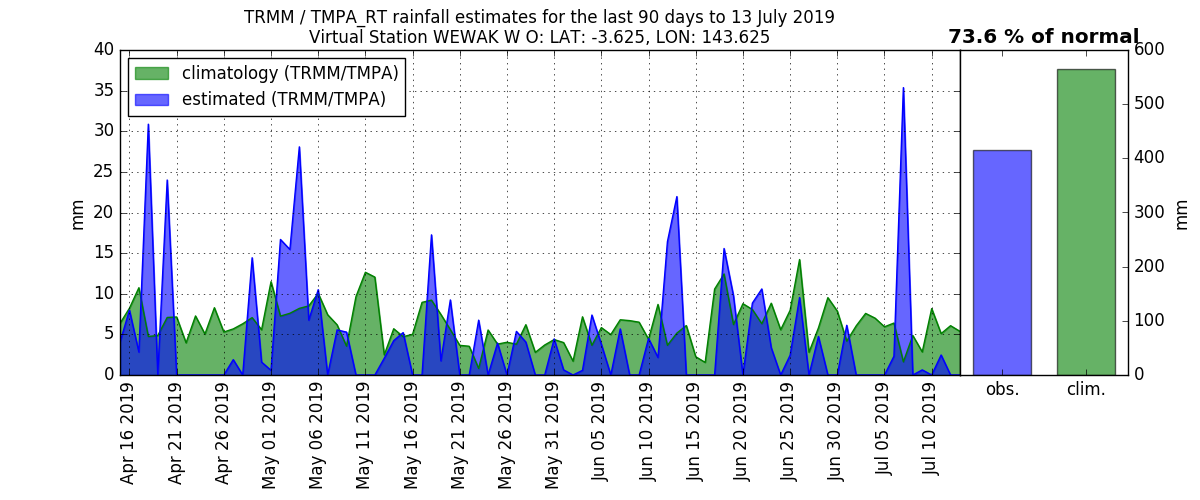 TRMM / TMPA_RT rainfall estimates for the last 90 days to 13 July 2019
Virtual Station WEWAK W O: LAT: -3.625, LON: 143.625
73.6 % of normal
climatology (TRMM/TMPA)
estimated (TRMM/TMPA)
mm
40
35
30
25
20
15
10
5
0
Apr 16 2019
Apr 21 2019
Apr 26 2019
May 01 2019
May 06 2019
May 11 2019
May 16 2019
May 21 2019
May 26 2019
May 31 2019
Jun 05 2019
Jun 10 2019
Jun 15 2019
Jun 20 2019
Jun 25 2019
Jun 30 2019
Jul 05 2019
Jul 10 2019
obs.
clim.
600
500
400
300
200
100
0
mm